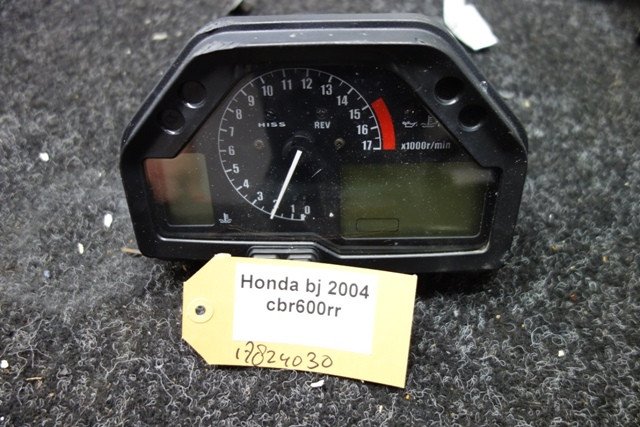 10 11 12 13
9 14
8 HISS REV 15
7 16
6 17 x1000r/min
5
4
3
2 1 0
Honda bj 2004
cbr600rr
17824030